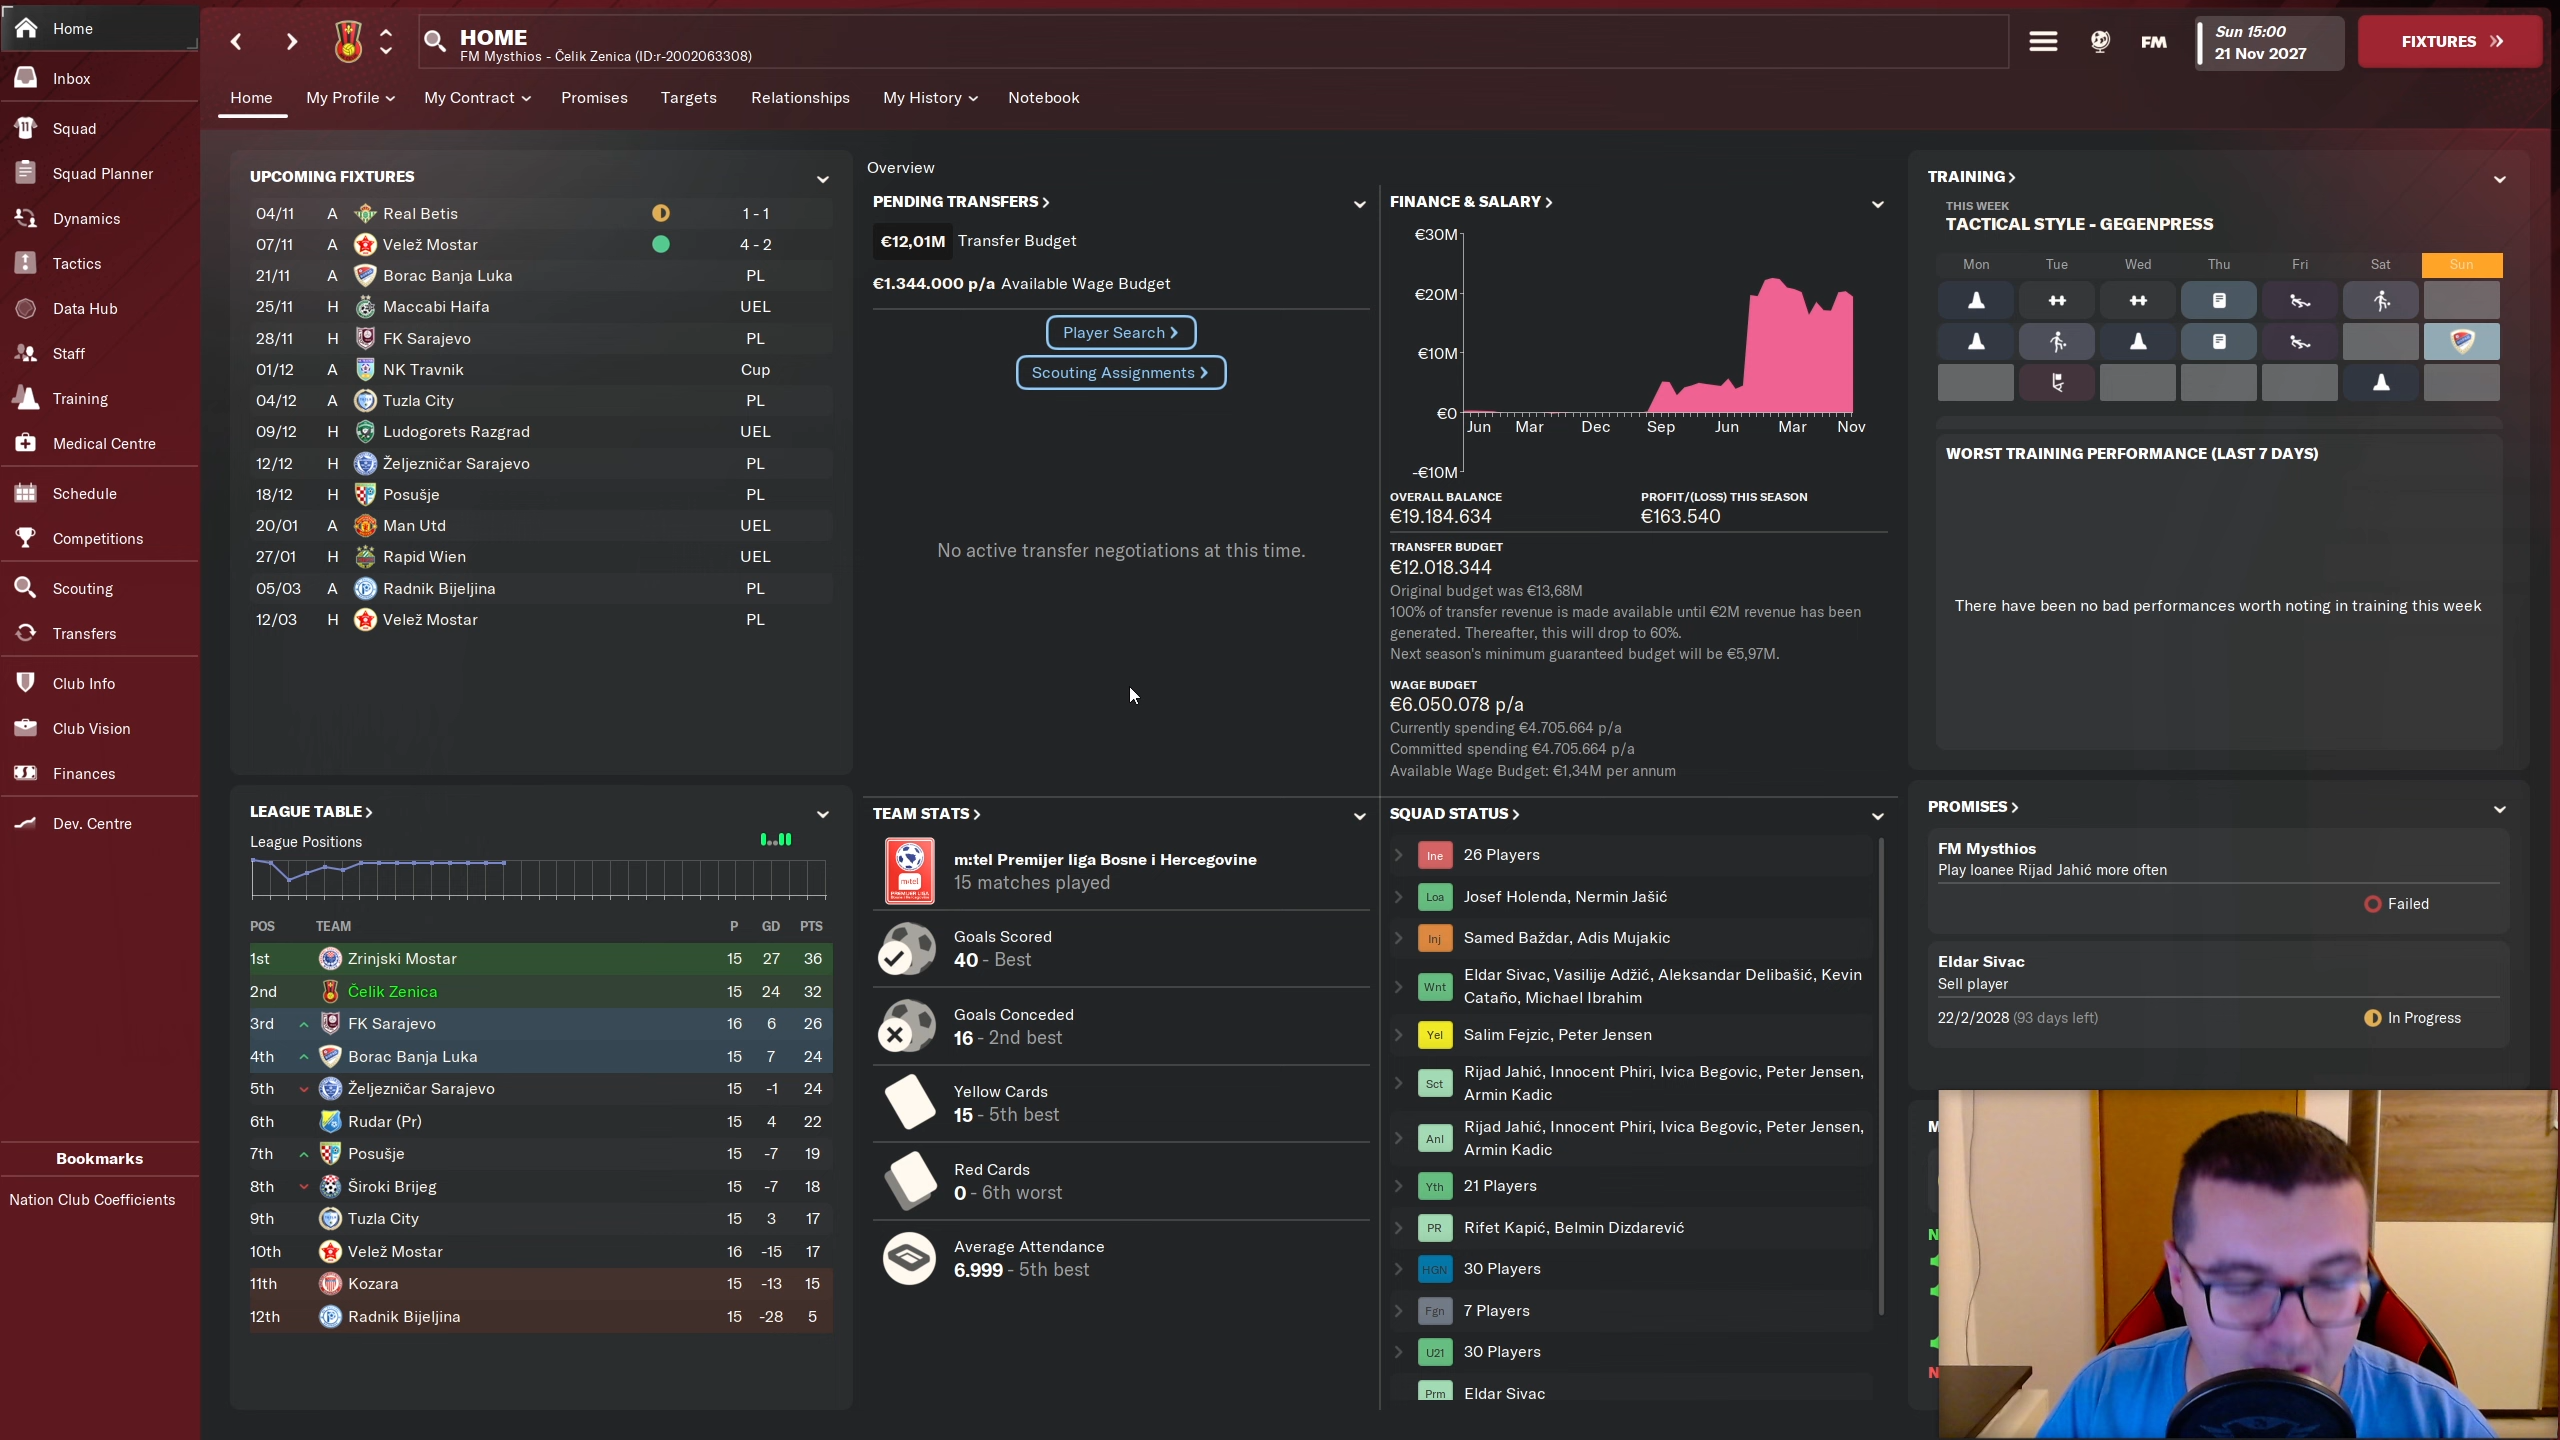 Home
Inbox
Squad
Squad Planner
Dynamics
Tactics
Data Hub
Staff
Training
Medical Centre
Schedule
Competitions
Scouting
Transfers
Club Info
Club Vision
Finances
Dev. Centre
Bookmarks
Nation Club Coefficients
HOME
FM Mysthios - Čelik Zenica (ID:r-2002063308)
FM
Sun 15:00
21 Nov 2027
FIXTURES
Home My Profile My Contract Promises Targets Relationships My History Notebook
UPCOMING FIXTURES
04/11 A Real Betis 1 - 1
07/11 A Velež Mostar 4 - 2
21/11 A Borac Banja Luka PL
25/11 H Maccabi Haifa UEL
28/11 H FK Sarajevo PL
01/12 A NK Travnik Cup
04/12 A Tuzla City PL
09/12 H Ludogorets Razgrad UEL
12/12 H Željezničar Sarajevo PL
18/12 H Posušje PL
20/01 A Man Utd UEL
27/01 H Rapid Wien UEL
05/03 A Radnik Bijeljina PL
12/03 H Velež Mostar PL
LEAGUE TABLE
League Positions
POS TEAM P GD PTS
1st Zrinjski Mostar 15 27 36
2nd Čelik Zenica 15 24 32
3rd FK Sarajevo 16 6 26
4th Borac Banja Luka 15 7 24
5th Željezničar Sarajevo 15 -1 24
6th Rudar (Pr) 15 4 22
7th Posušje 15 -7 19
8th Široki Brijeg 15 -7 18
9th Tuzla City 15 3 17
10th Velež Mostar 16 -15 17
11th Kozara 15 -13 15
12th Radnik Bijeljina 15 -28 5
Overview
PENDING TRANSFERS
€12,01M Transfer Budget
€1.344.000 p/a Available Wage Budget
Player Search
Scouting Assignments
No active transfer negotiations at this time.
FINANCE & SALARY
€30M
€20M
€10M
€0
-€10M
Jun Mar Dec Sep Jun Mar Nov
OVERALL BALANCE PROFIT/(LOSS) THIS SEASON
€19.184.634 €163.540
TRANSFER BUDGET
€12.018.344
Original budget was €13,68M
100% of transfer revenue is made available until €2M revenue has been
generated. Thereafter, this will drop to 60%.
Next season's minimum guaranteed budget will be €5,97M.
WAGE BUDGET
€6.050.078 p/a
Currently spending €4.705.664 p/a
Committed spending €4.705.664 p/a
Available Wage Budget: €1,34M per annum
TEAM STATS
m:tel Premijer liga Bosne i Hercegovine
15 matches played
Goals Scored
40 - Best
Goals Conceded
16 - 2nd best
Yellow Cards
15 - 5th best
Red Cards
0 - 6th worst
Average Attendance
6.999 - 5th best
SQUAD STATUS
Ine 26 Players
Loa Josef Holenda, Nermin Jašić
Inj Samed Baždar, Adis Mujakic
Wnt Eldar Sivac, Vasilije Adžić, Aleksandar Delibašić, Kevin
Cataño, Michael Ibrahim
Yel Salim Fejzic, Peter Jensen
Sct Rijad Jahić, Innocent Phiri, Ivica Begovic, Peter Jensen,
Armin Kadic
Anl Rijad Jahić, Innocent Phiri, Ivica Begovic, Peter Jensen,
Armin Kadic
Yth 21 Players
PR Rifet Kapić, Belmin Dizdarević
HGN 30 Players
Fgn 7 Players
U21 30 Players
Prm Eldar Sivac
TRAINING
THIS WEEK
TACTICAL STYLE - GEGENPRESS
Mon Tue Wed Thu Fri Sat Sun
WORST TRAINING PERFORMANCE (LAST 7 DAYS)
There have been no bad performances worth noting in training this week
PROMISES
FM Mysthios
Play loanee Rijad Jahić more often
Failed
Eldar Sivac
Sell player
22/2/2028 (93 days left) In Progress